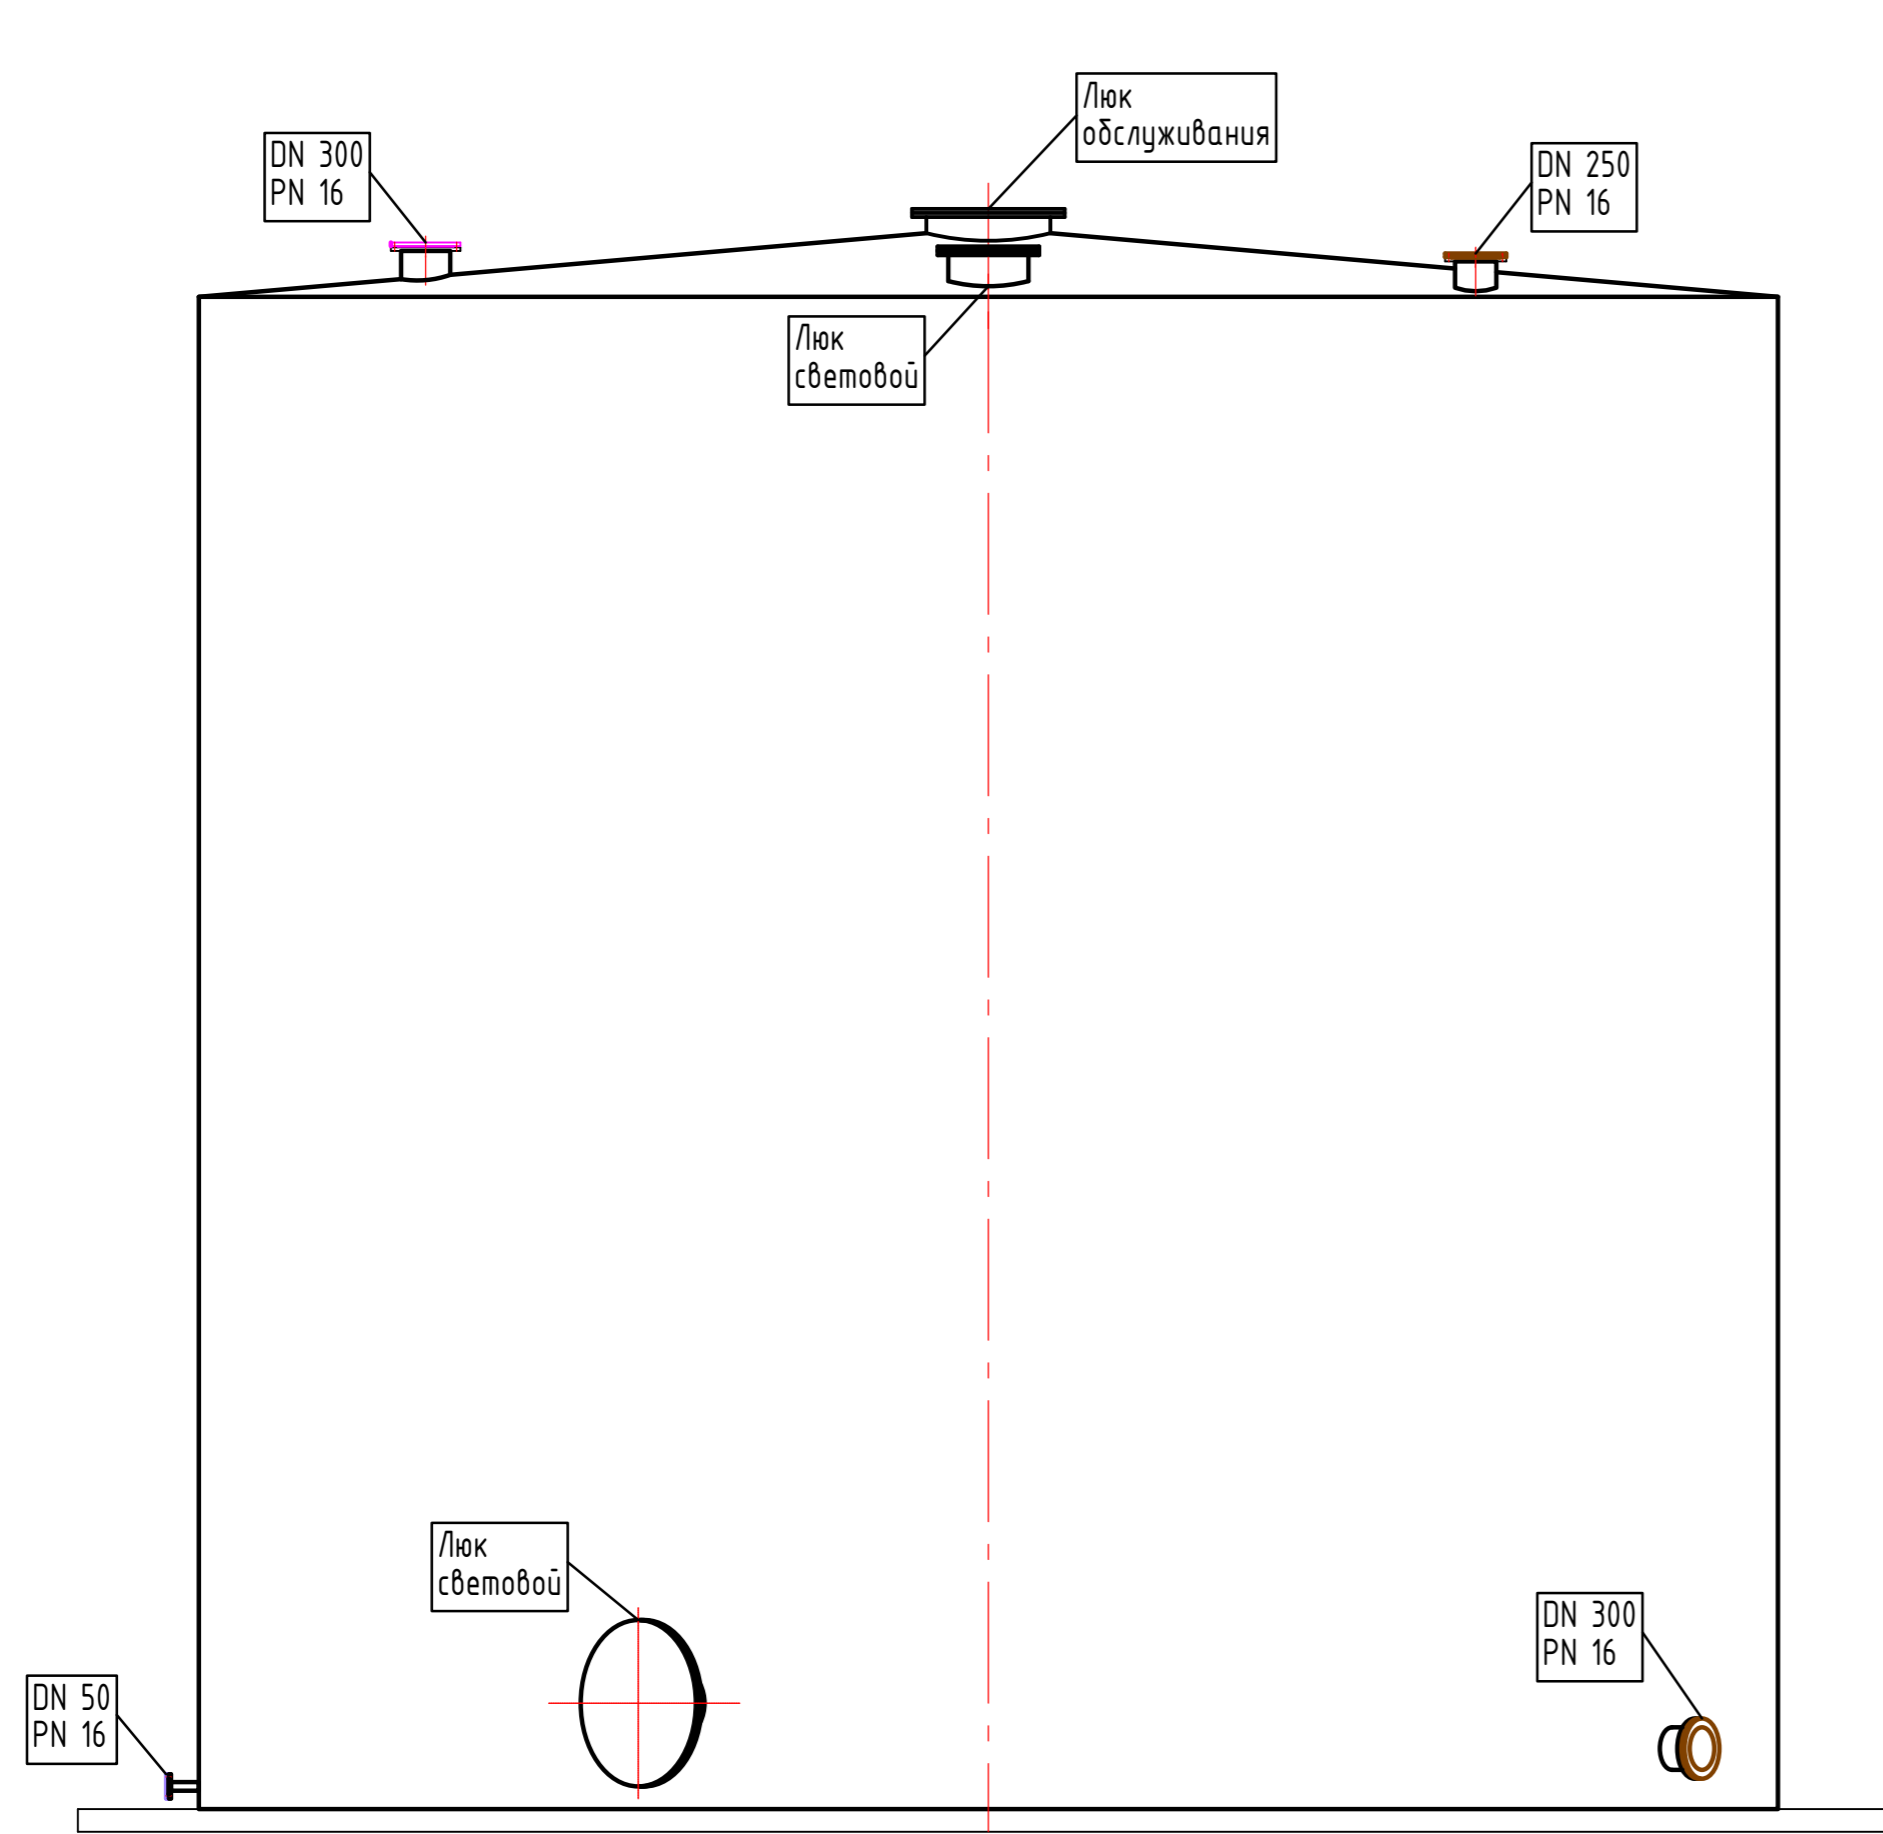 Люк
обслуживания
DN 300
PN 16
DN 250
PN 16
Люк
световой
Люк
световой
DN 300
PN 16
DN 50
PN 16